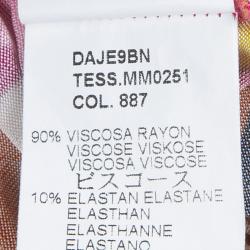 DAJE9BN
TESS.MM0251
COL. 887
90% VISCOSA RAYON
VISCOSE VISKOSE
VISCOSA VISCOSE
ビスコース
10% ELASTAN ELASTANE
ELASTHAN
ELASTHANNE
ELASTANO